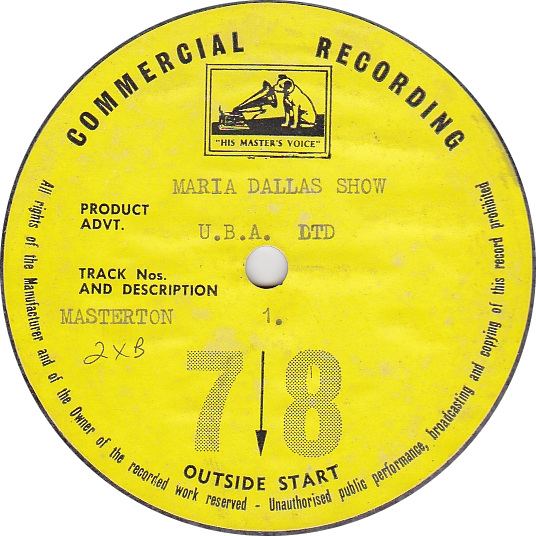 COMMERCIAL RECORDING
"HIS MASTER'S VOICE"
MARIA DALLAS SHOW
PRODUCT
ADVT.
U.B.A. LTD
TRACK Nos.
AND DESCRIPTION
MASTERTON 1.
2XB
78
OUTSIDE START
All rights of the Manufacturer and of the Owner of the recorded work reserved - Unauthorised public performance, broadcasting and copying of this record prohibited